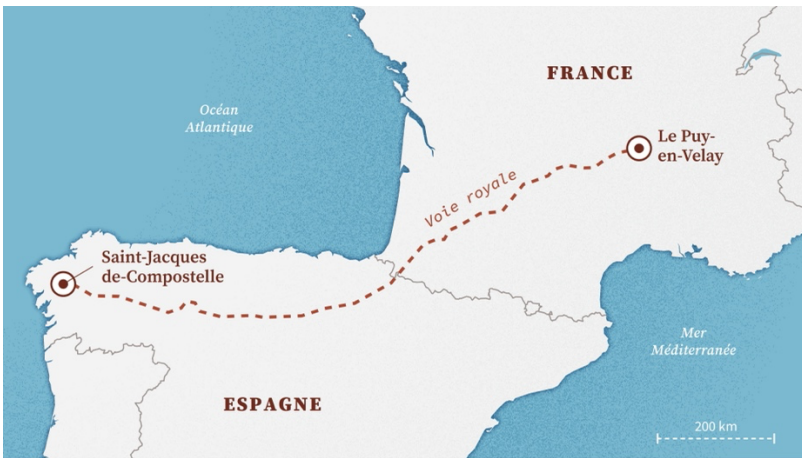 FRANCE
Océan
Atlantique
Le Puy-
en-Velay
Voie royale
Saint-Jacques
de-Compostelle
Mer
Méditerranée
ESPAGNE
200 km